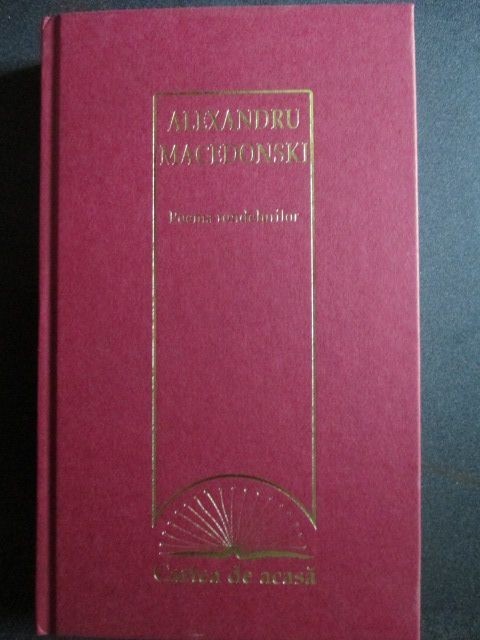 ALEXANDRU
MACEDONSKI
Poema rondelurilor
Cartea de acasă